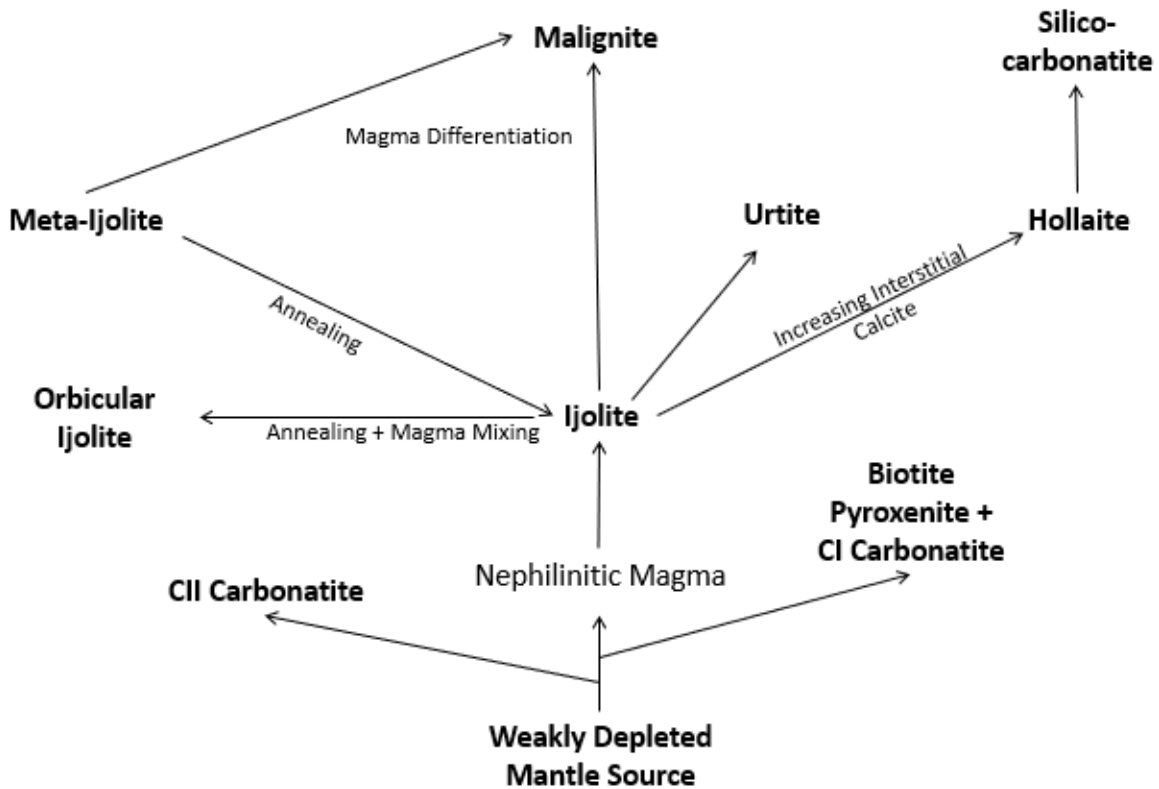 Malignite
Silico-
carbonatite
Magma Differentiation
Meta-Ijolite
Urtite
Hollaite
Increasing Interstitial
Calcite
Annealing
Orbicular
Ijolite
Annealing + Magma Mixing
Ijolite
Biotite
Pyroxenite +
CI Carbonatite
CII Carbonatite
Nephilinitic Magma
Weakly Depleted
Mantle Source